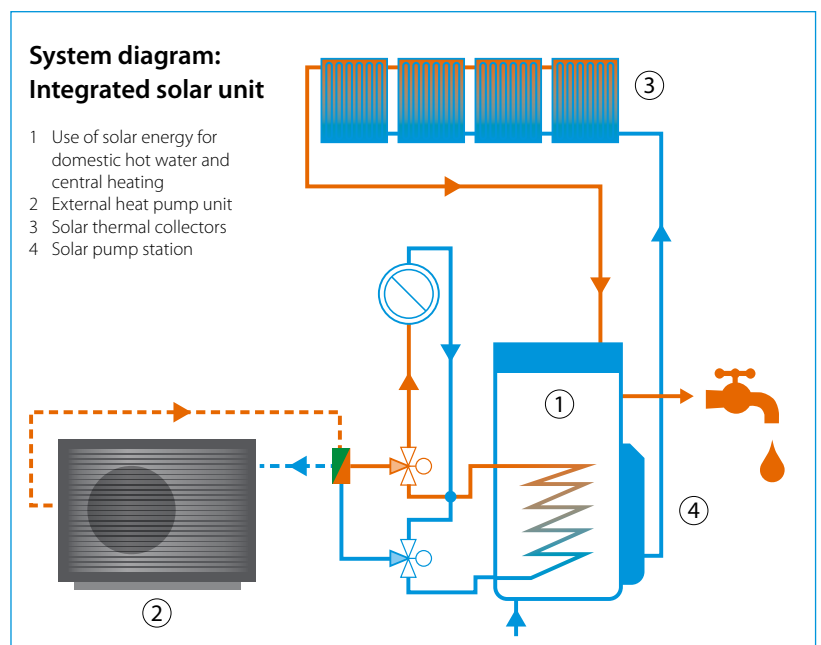 System diagram:
Integrated solar unit
1 Use of solar energy for
domestic hot water and
central heating
2 External heat pump unit
3 Solar thermal collectors
4 Solar pump station
3
1
4
2